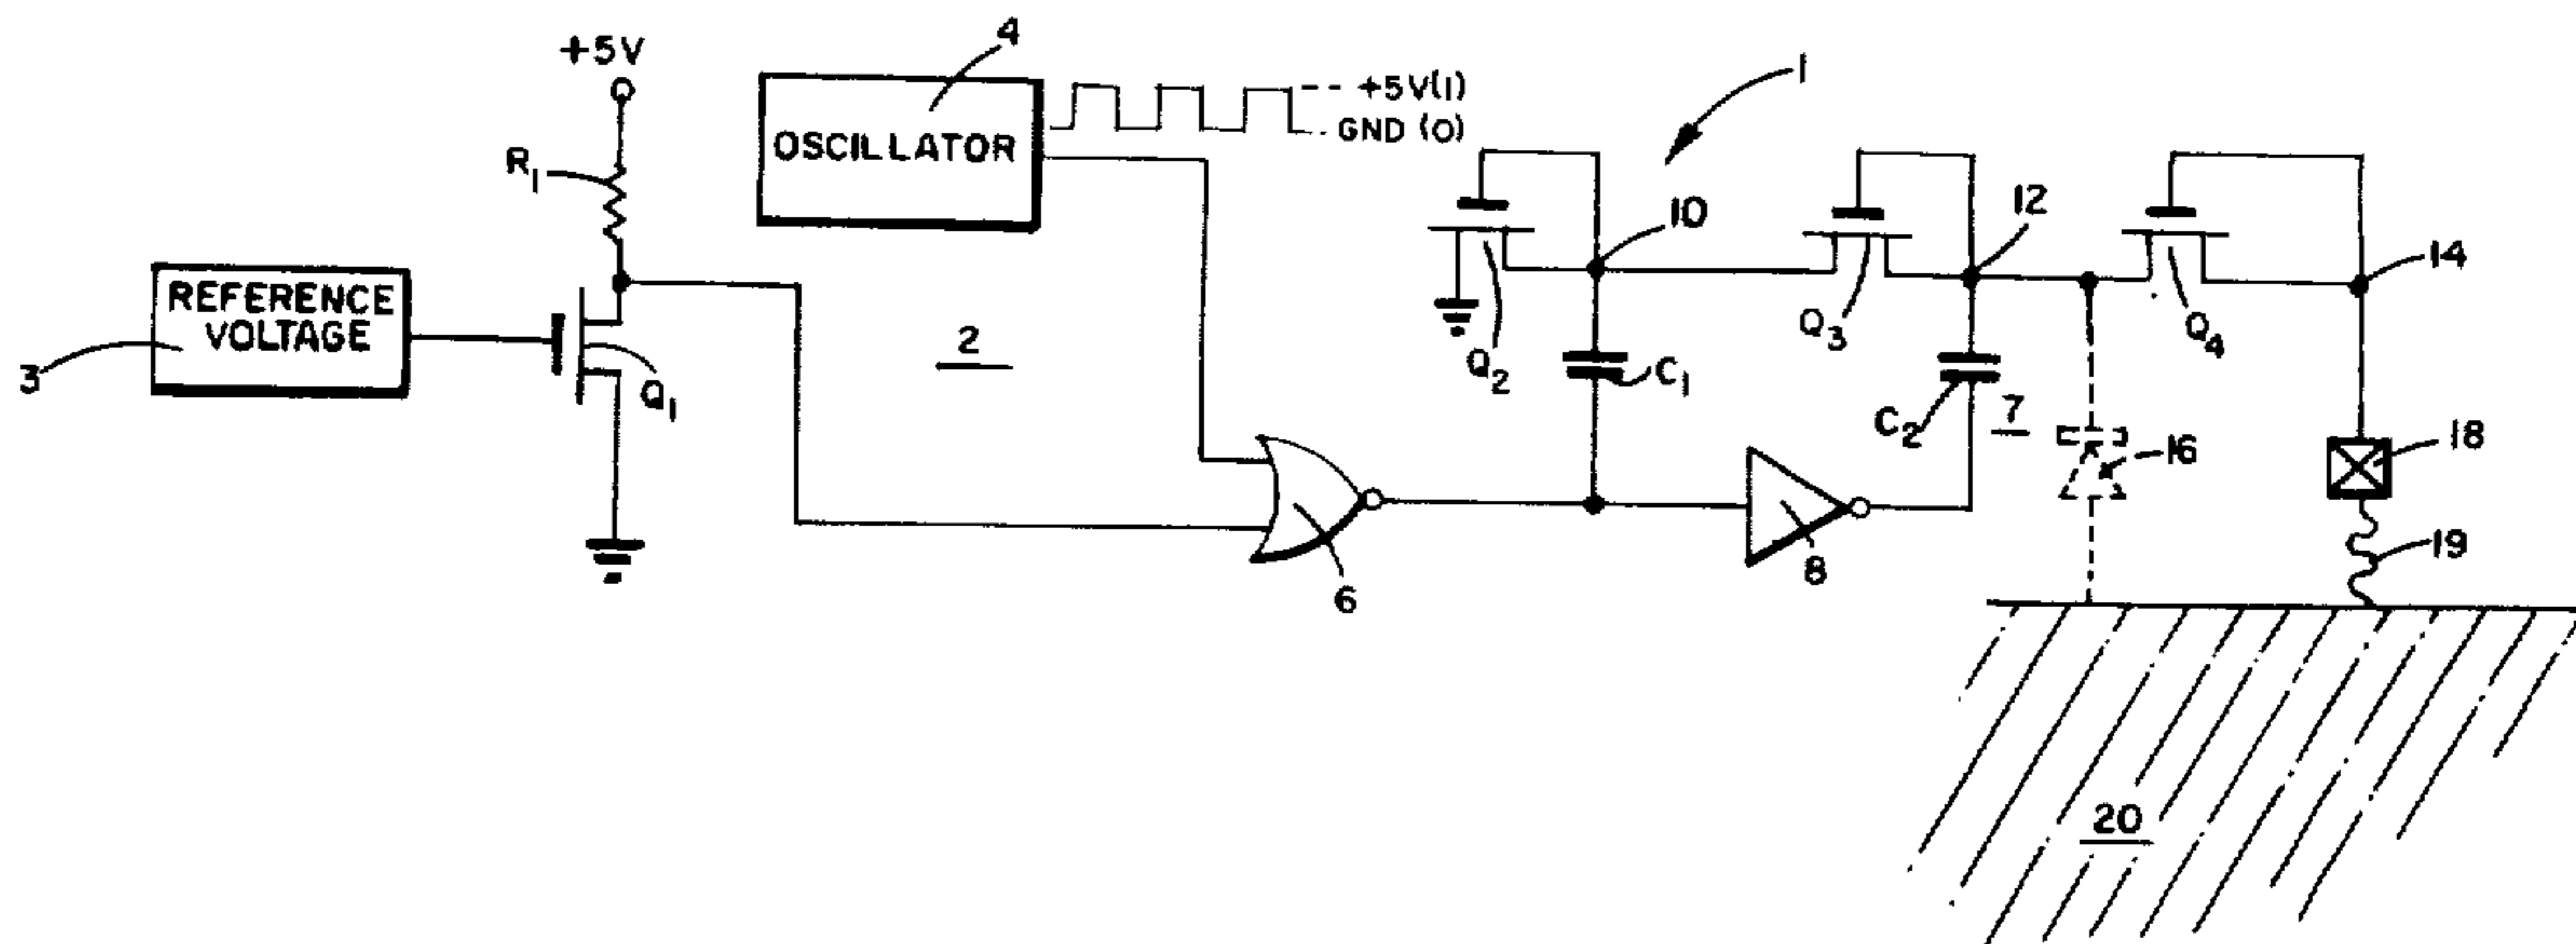 4
+5V
1
+5V(1)
GND (0)
OSCILLATOR
R1
10
12
14
REFERENCE
VOLTAGE
3
2
Q1
Q2
C1
Q3
C2
7
Q4
16
18
19
6
8
20